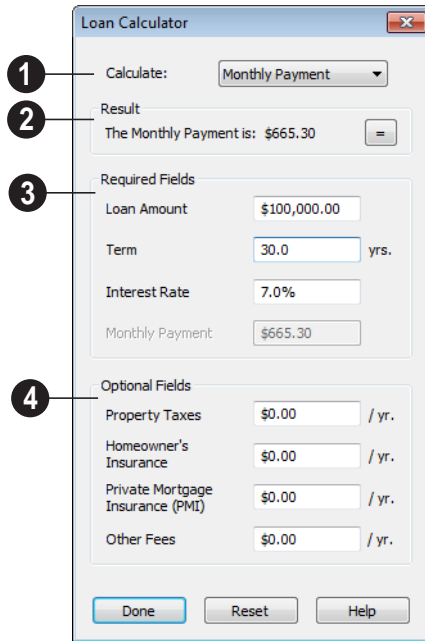 Loan Calculator
1 Calculate: Monthly Payment
2 Result
The Monthly Payment is: $665.30 =
3 Required Fields
Loan Amount $100,000.00
Term 30.0 yrs.
Interest Rate 7.0%
Monthly Payment $665.30
4 Optional Fields
Property Taxes $0.00 / yr.
Homeowner's
Insurance $0.00 / yr.
Private Mortgage
Insurance (PMI) $0.00 / yr.
Other Fees $0.00 / yr.
Done Reset Help